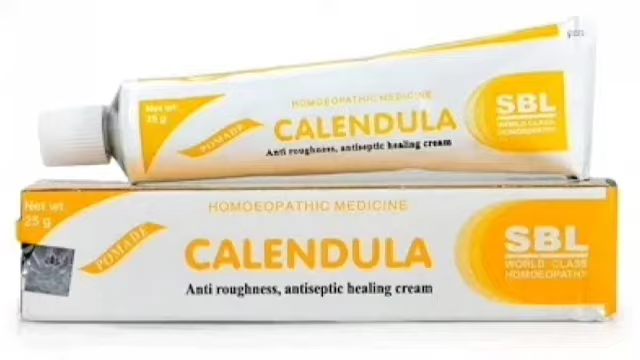 Net wt.
25 g
POMADE
HOMOEOPATHIC MEDICINE
CALENDULA
Anti roughness, antiseptic healing cream
SBL
WORLD CLASS
HOMOEOPATHY
Net wt.
25 g
POMADE
HOMOEOPATHIC MEDICINE
CALENDULA
Anti roughness, antiseptic healing cream
SBL
WORLD CLASS
HOMOEOPATHY